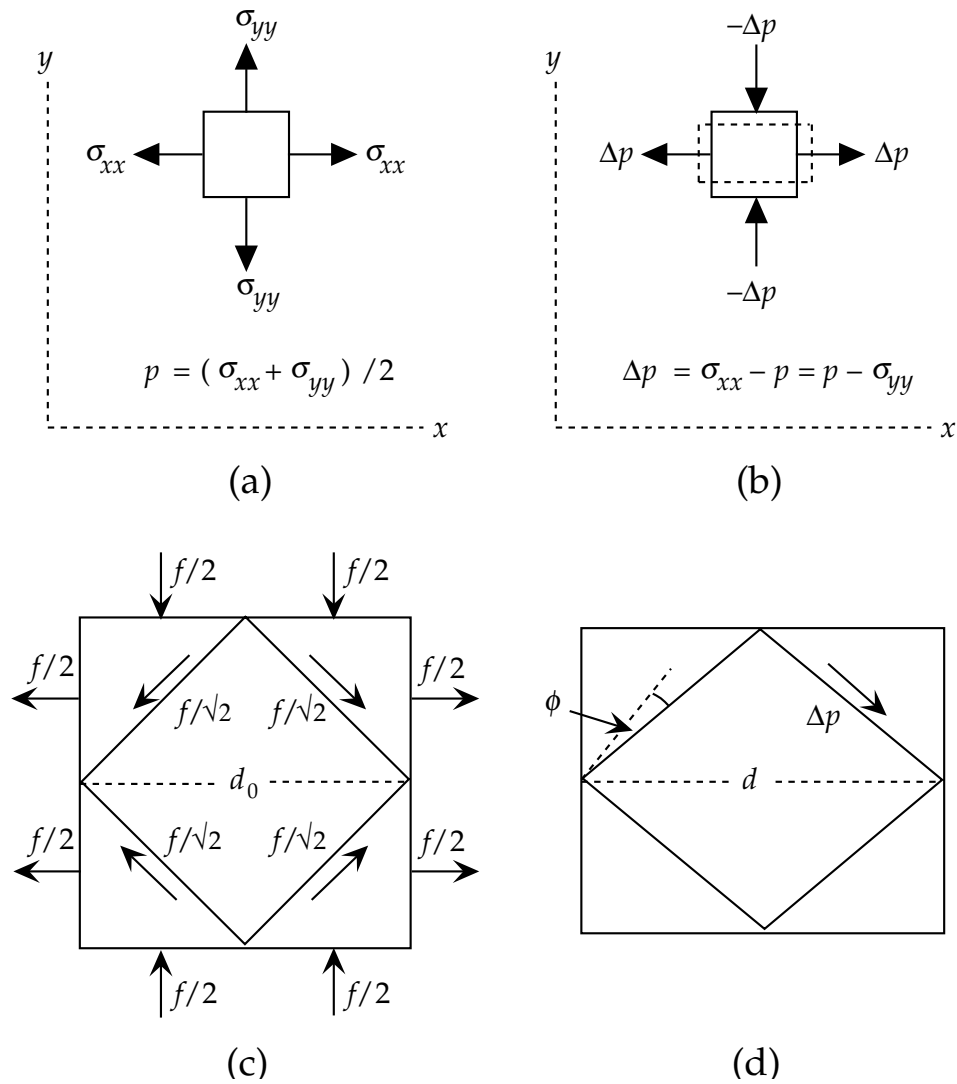 σyy
y
σxx σxx
σyy
p = ( σxx + σyy ) /2
x
(a)
−Δp
y
Δp Δp
−Δp
Δp = σxx − p = p − σyy
x
(b)
f/2 f/2
f/2 f/2
f/√2 f/√2
d0
f/2 f/√2 f/√2 f/2
f/2 f/2
(c)
ϕ
Δp
d
(d)